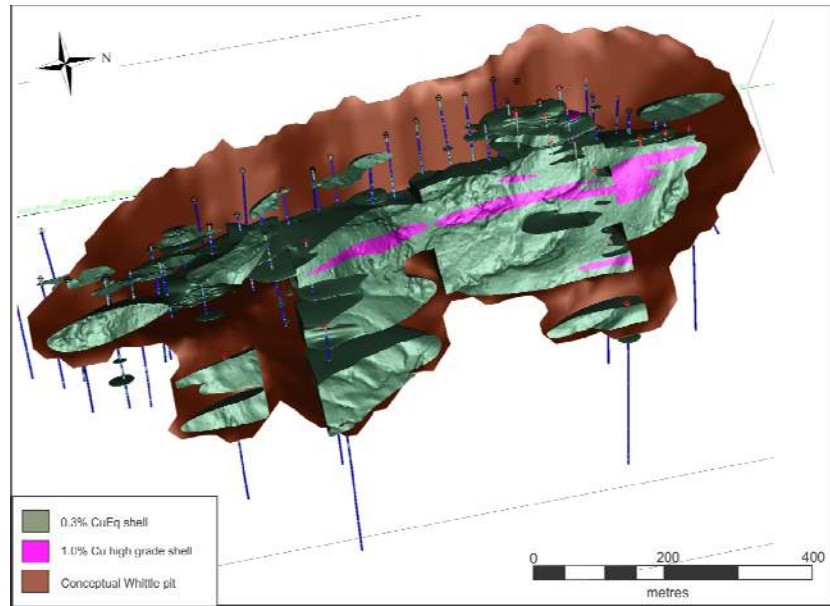 N
0.3% CuEq shell
1.0% Cu high grade shell
Conceptual Whittle pit
0 200 400
metres